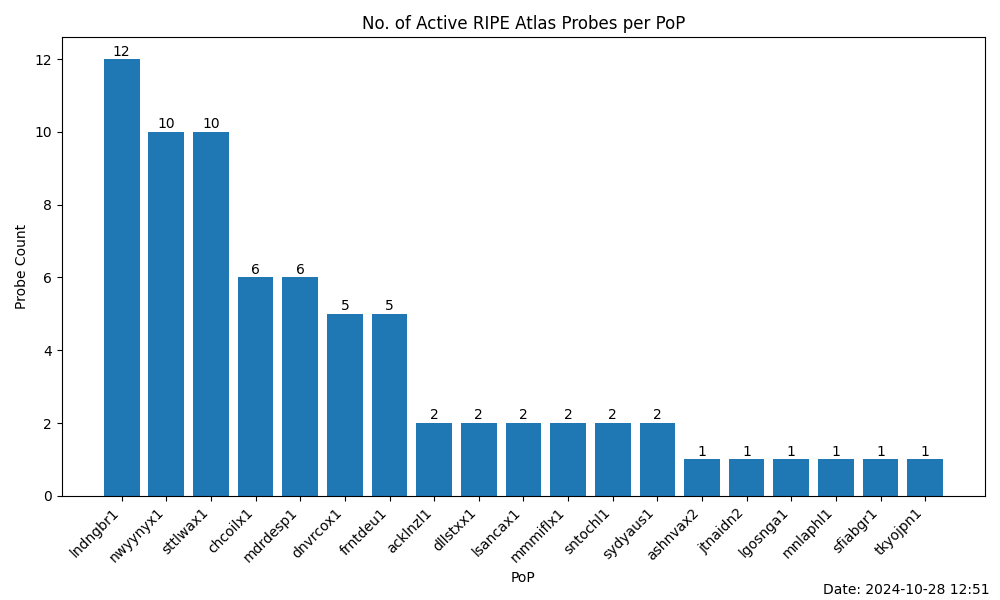 No. of Active RIPE Atlas Probes per PoP
Probe Count
12
10
8
6
4
2
0
12
10
10
6
6
5
5
2
2
2
2
2
2
1
1
1
1
1
1
lndngbr1
nwyynyx1
sttlwax1
chcoilx1
mdrdesp1
dnvrcox1
frntdeu1
acklnzl1
dllstxx1
lsancax1
mmmiflx1
sntochl1
sydyaus1
ashnvax2
jtnaidn2
lgosnga1
mnlaphl1
sfiabgr1
tkyojpn1
PoP
Date: 2024-10-28 12:51